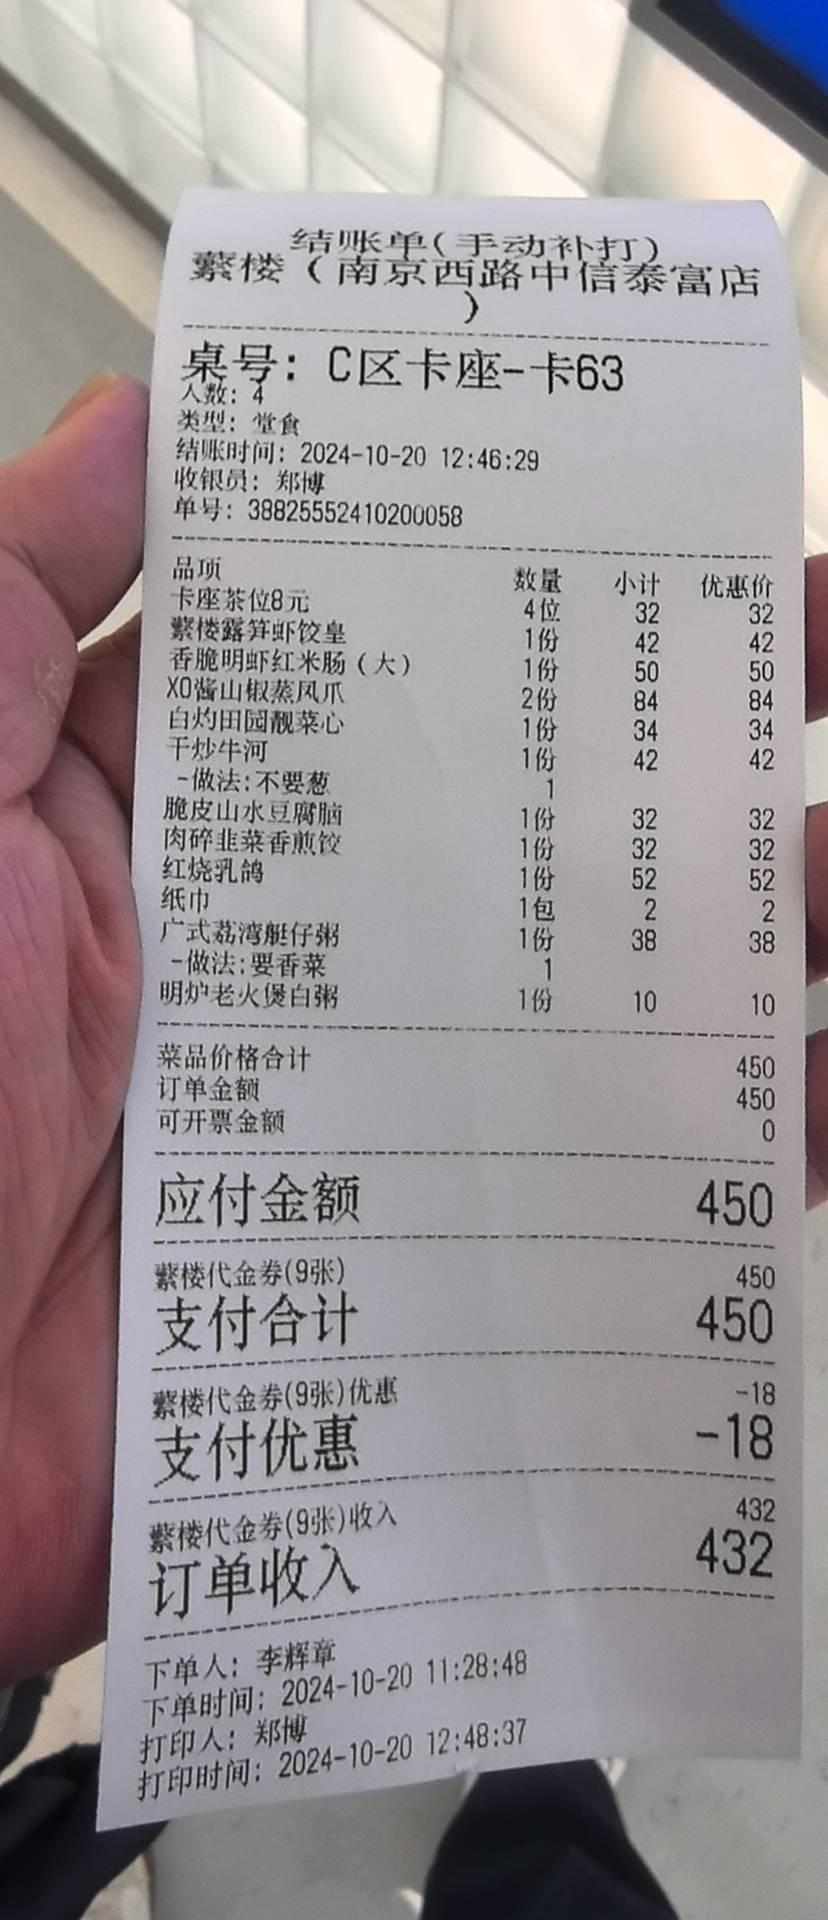 结账单(手动补打)
蘩楼（南京西路中信泰富店
）
桌号: C区卡座-卡63
人数: 4
类型: 堂食
结账时间: 2024-10-20 12:46:29
收银员: 郑博
单号: 38825552410200058
品项 数量 小计 优惠价
卡座茶位8元 4位 32 32
蘩楼露笋虾饺皇 1份 42 42
香脆明虾红米肠（大） 1份 50 50
XO酱山椒蒸凤爪 2份 84 84
白灼田园靓菜心 1份 34 34
干炒牛河 1份 42 42
-做法:不要葱 1
脆皮山水豆腐脑 1份 32 32
肉碎韭菜香煎饺 1份 32 32
红烧乳鸽 1份 52 52
纸巾 1包 2 2
广式荔湾艇仔粥 1份 38 38
-做法:要香菜 1
明炉老火煲白粥 1份 10 10
菜品价格合计 450
订单金额 450
可开票金额 0
应付金额 450
蘩楼代金券(9张) 450
支付合计 450
蘩楼代金券(9张)优惠 -18
支付优惠 -18
蘩楼代金券(9张)收入 432
订单收入 432
下单人: 李辉章
下单时间: 2024-10-20 11:28:48
打印人: 郑博
打印时间: 2024-10-20 12:48:37